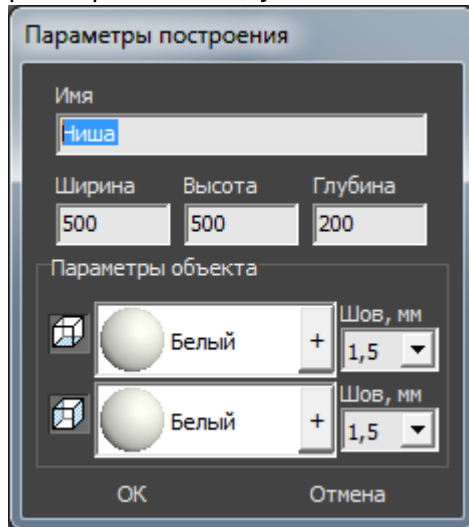 Параметры построения
Имя
Ниша
Ширина Высота Глубина
500 500 200
Параметры объекта
Шов, мм
Белый + 1,5
Шов, мм
Белый + 1,5
ОК Отмена